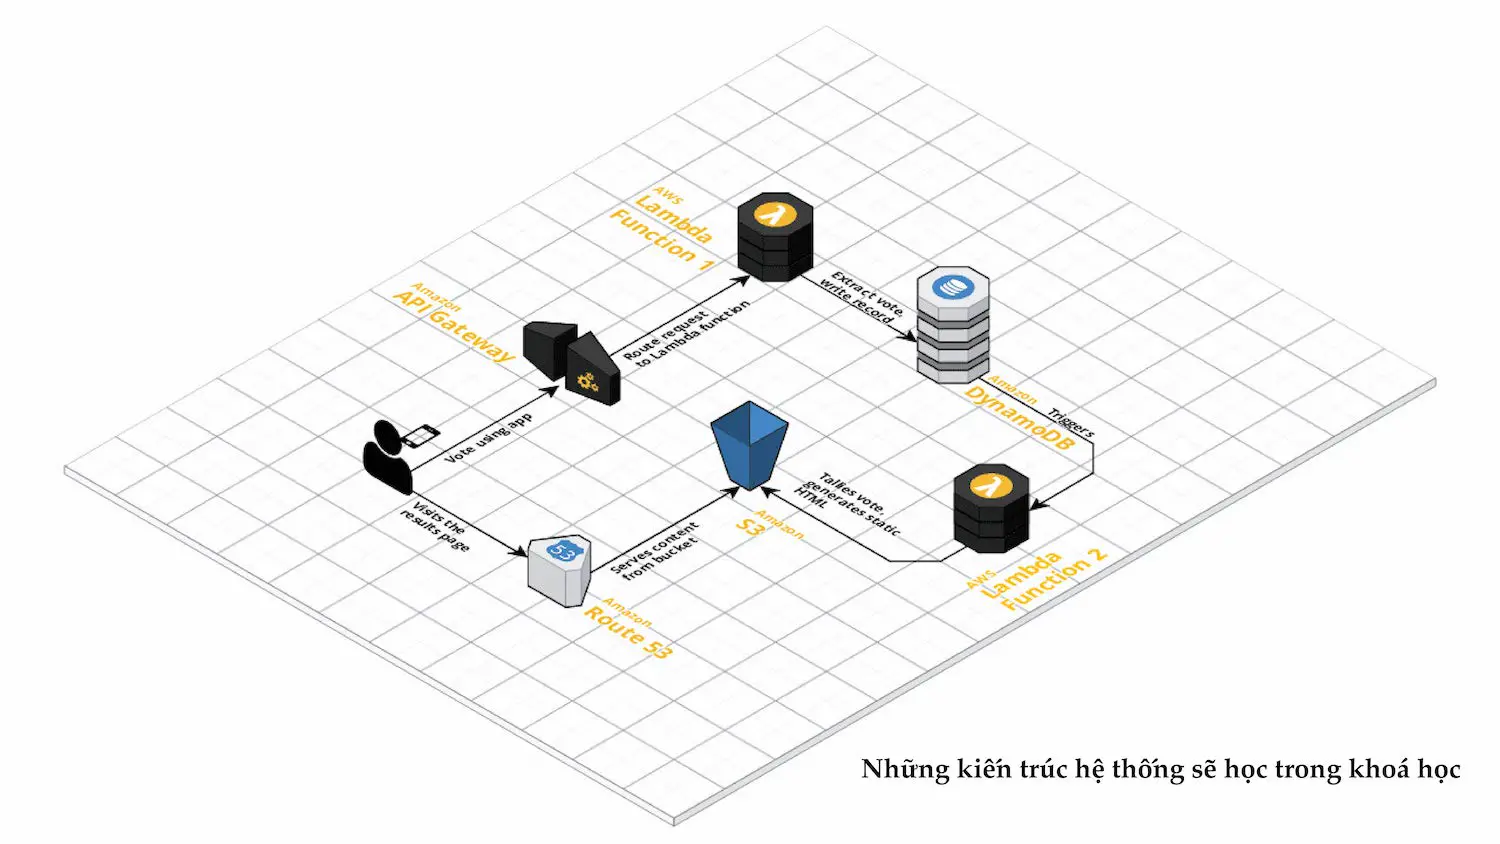 AWS
Lambda
Function 1
Amazon
API Gateway
Route request
to Lambda function
Extract vote,
write record
Amazon
DynamoDB
Triggers
Vote using app
Visits the
results page
53
Amazon
Route 53
Serves content
from bucket
Amazon
S3
Tallies vote,
generates static
HTML
AWS
Lambda
Function 2
Những kiến trúc hệ thống sẽ học trong khoá học